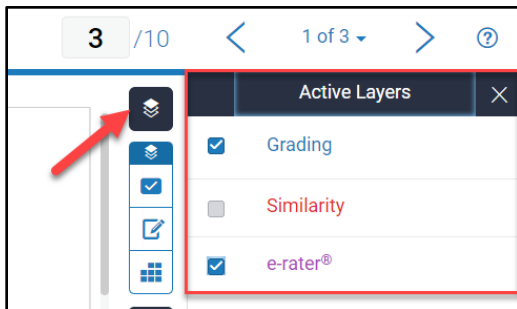 3 /10 1 of 3
Active Layers
Grading
Similarity
e-rater®